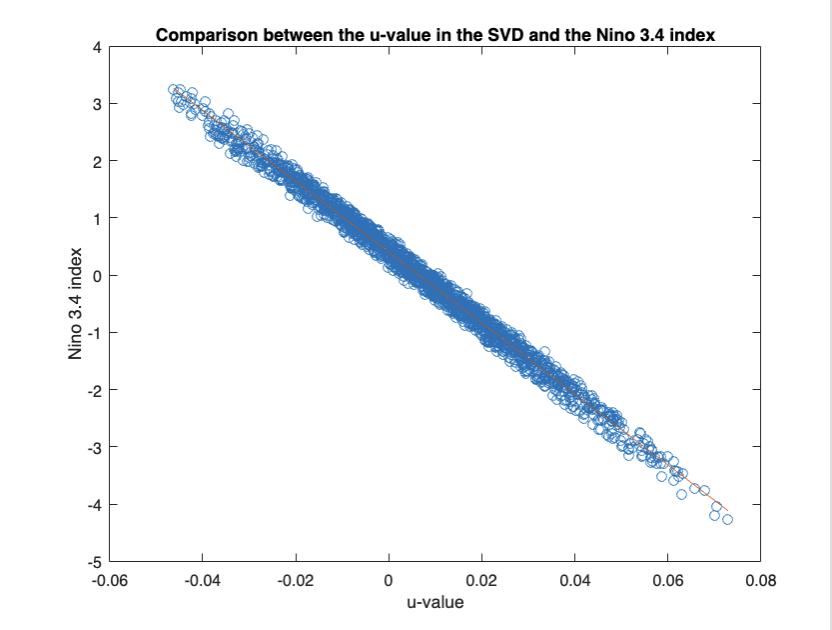 Comparison between the u-value in the SVD and the Nino 3.4 index
4
3
2
1
0
-1
-2
-3
-4
-5
Nino 3.4 index
-0.06 -0.04 -0.02 0 0.02 0.04 0.06 0.08
u-value